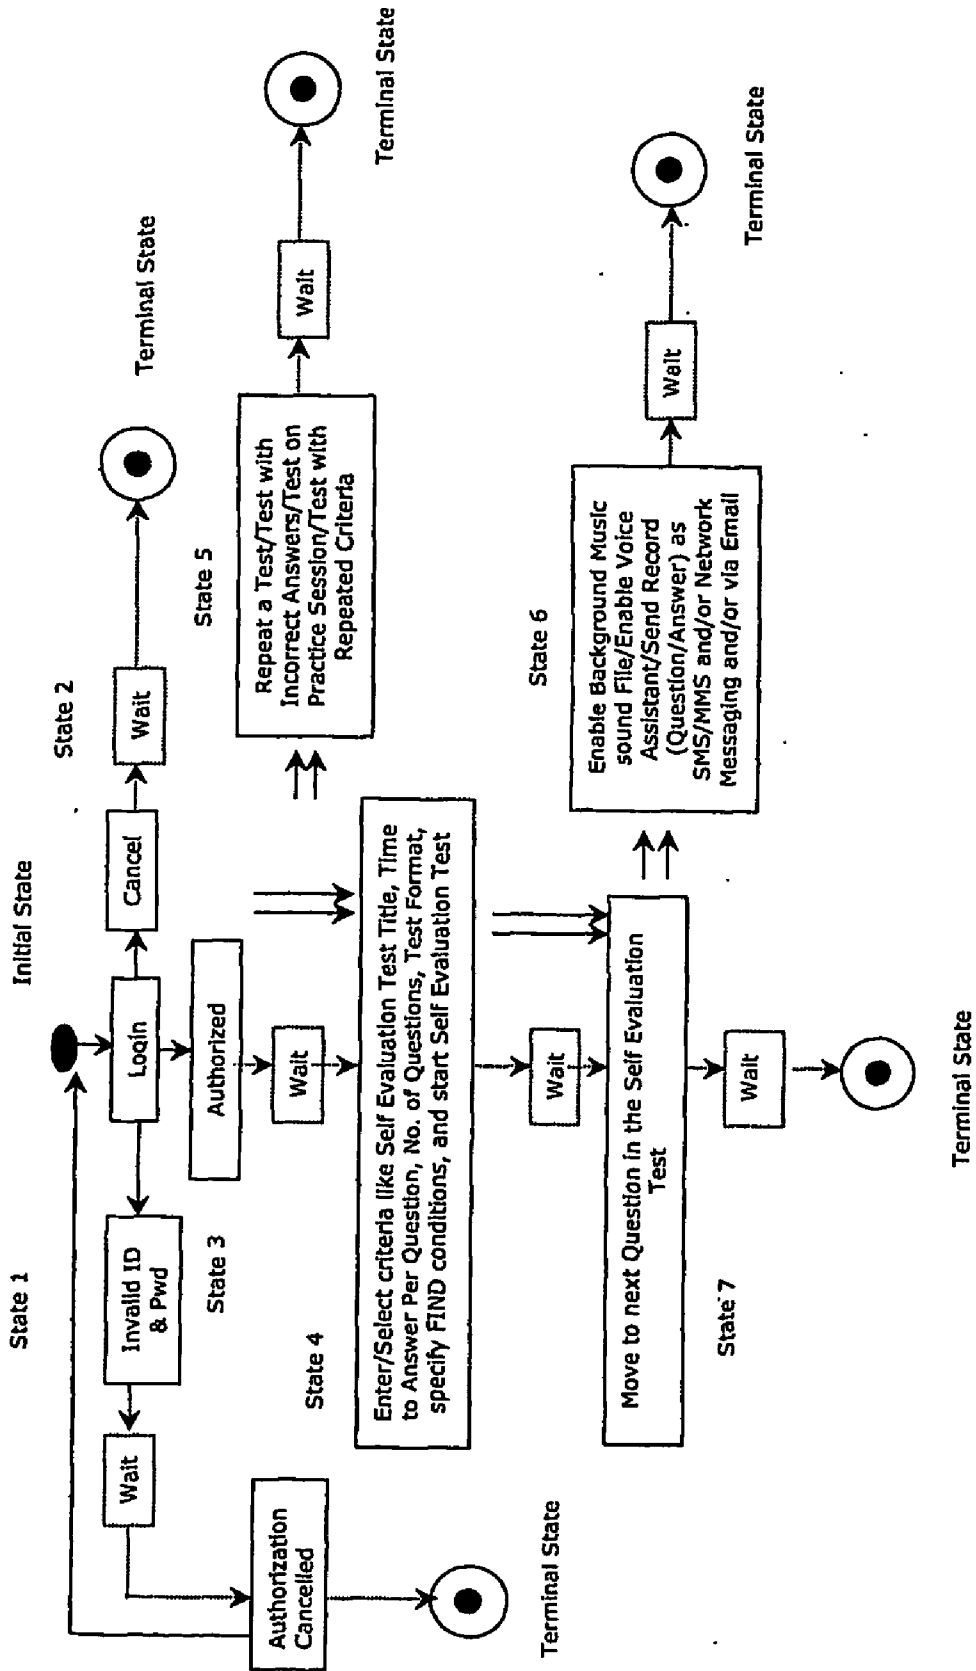 State 1
Initial State
Login
Cancel
Wait
State 2
Terminal State
Invalid ID
& Pwd
Wait
Authorization
Cancelled
Terminal State
State 3
Authorized
Wait
State 4
Enter/Select criteria like Self Evaluation Test Title, Time
to Answer Per Question, No. of Questions, Test Format,
specify FIND conditions, and start Self Evaluation Test
State 5
Repeat a Test/Test with
Incorrect Answers/Test on
Practice Session/Test with
Repeated Criteria
Wait
Terminal State
Wait
Move to next Question in the Self Evaluation
Test
State 7
State 6
Enable Background Music
sound File/Enable Voice
Assistant/Send Record
(Question/Answer) as
SMS/MMS and/or Network
Messaging and/or via Email
Wait
Terminal State
Wait
Terminal State